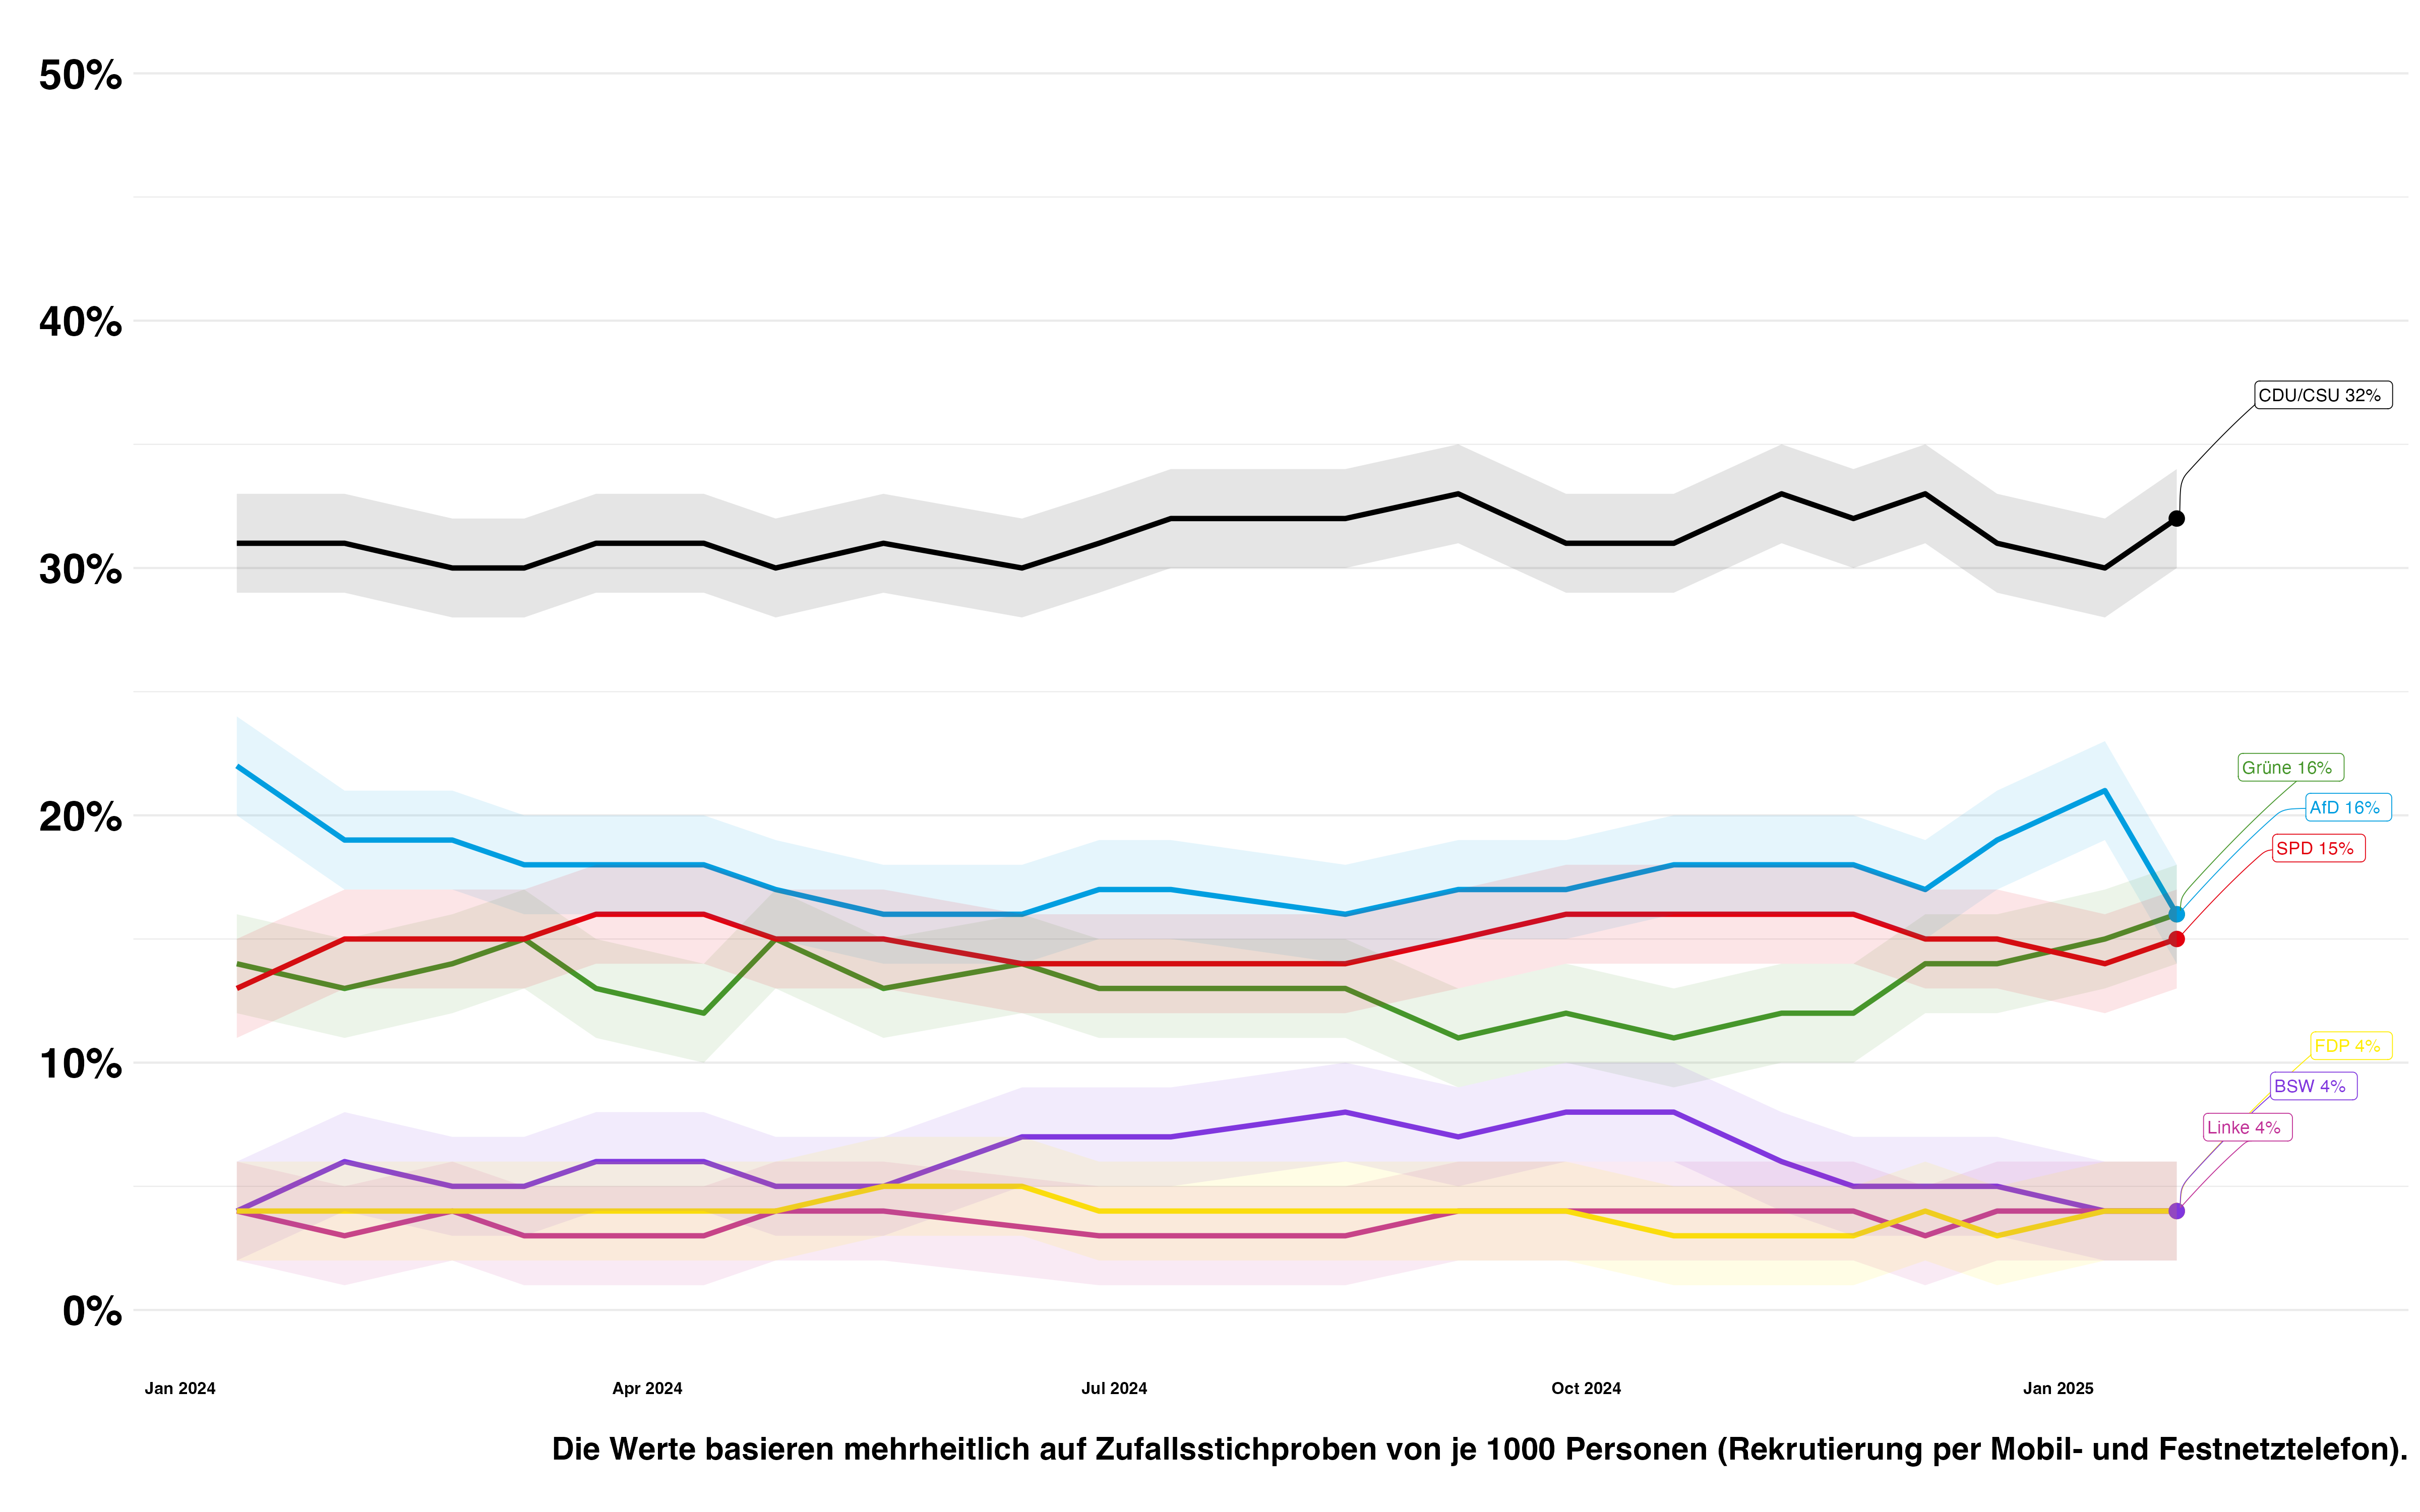 50%
40%
CDU/CSU 32%
30%
Grüne 16%
AfD 16%
20%
SPD 15%
FDP 4%
10%
BSW 4%
Linke 4%
0%
Jan 2024 Apr 2024 Jul 2024 Oct 2024 Jan 2025
Die Werte basieren mehrheitlich auf Zufallsstichproben von je 1000 Personen (Rekrutierung per Mobil- und Festnetztelefon).